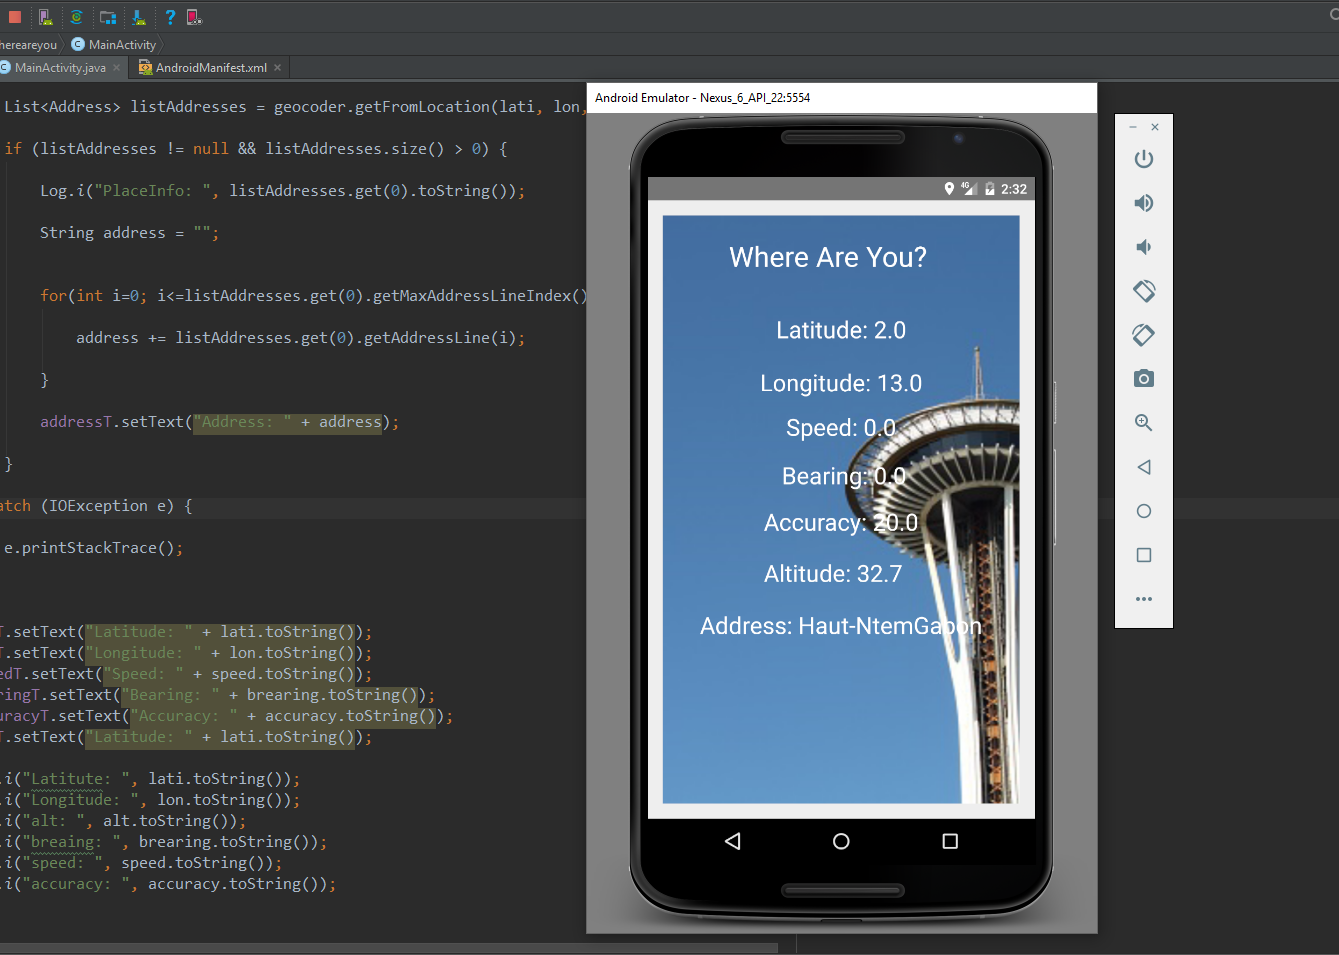 hereareyou
MainActivity
MainActivity.java
AndroidManifest.xml
List<Address> listAddresses = geocoder.getFromLocation(lati, lon,
if (listAddresses != null && listAddresses.size() > 0) {
Log.i("PlaceInfo: ", listAddresses.get(0).toString());
String address = "";
for(int i=0; i<=listAddresses.get(0).getMaxAddressLineIndex()
address += listAddresses.get(0).getAddressLine(i);
}
addressT.setText("Address: " + address);
}
atch (IOException e) {
e.printStackTrace();
T.setText("Latitude: " + lati.toString());
T.setText("Longitude: " + lon.toString());
edT.setText("Speed: " + speed.toString());
ringT.setText("Bearing: " + brearing.toString());
uracyT.setText("Accuracy: " + accuracy.toString());
T.setText("Latitude: " + lati.toString());
.i("Latitute: ", lati.toString());
.i("Longitude: ", lon.toString());
.i("alt: ", alt.toString());
.i("breaing: ", brearing.toString());
.i("speed: ", speed.toString());
.i("accuracy: ", accuracy.toString());
Android Emulator - Nexus_6_API_22:5554
4G
2:32
Where Are You?
Latitude: 2.0
Longitude: 13.0
Speed: 0.0
Bearing: 0.0
Accuracy: 20.0
Altitude: 32.7
Address: Haut-NtemGabon